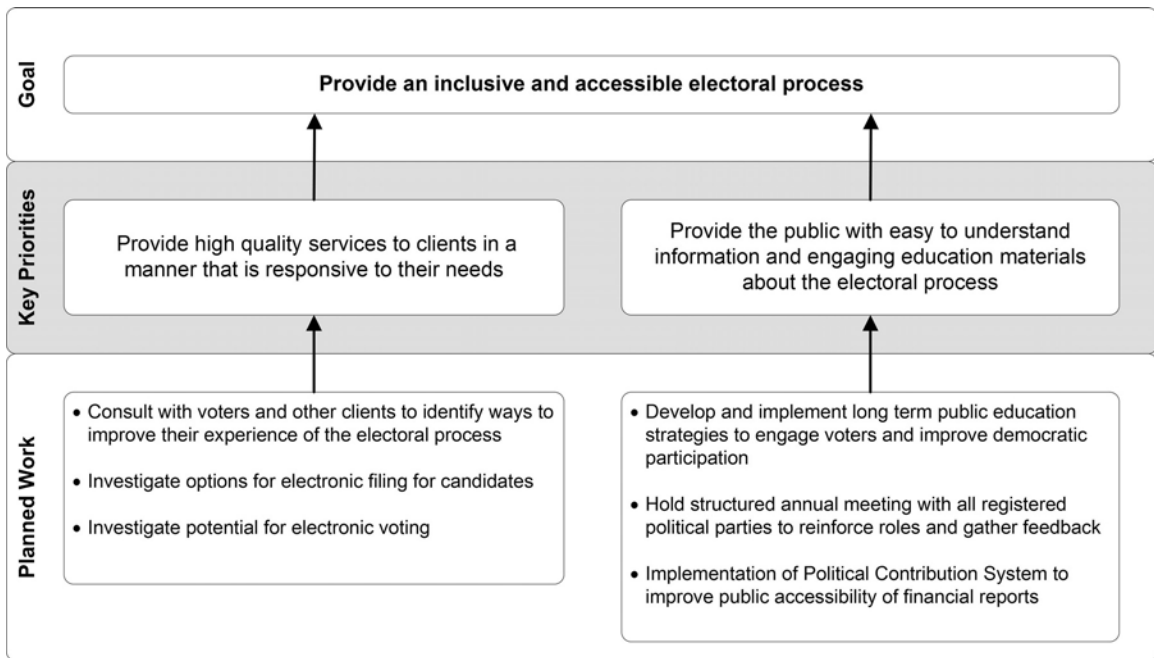 Goal
Provide an inclusive and accessible electoral process
Key Priorities
Provide high quality services to clients in a
manner that is responsive to their needs
Provide the public with easy to understand
information and engaging education materials
about the electoral process
Planned Work
• Consult with voters and other clients to identify ways to
improve their experience of the electoral process
• Investigate options for electronic filing for candidates
• Investigate potential for electronic voting
• Develop and implement long term public education
strategies to engage voters and improve democratic
participation
• Hold structured annual meeting with all registered
political parties to reinforce roles and gather feedback
• Implementation of Political Contribution System to
improve public accessibility of financial reports